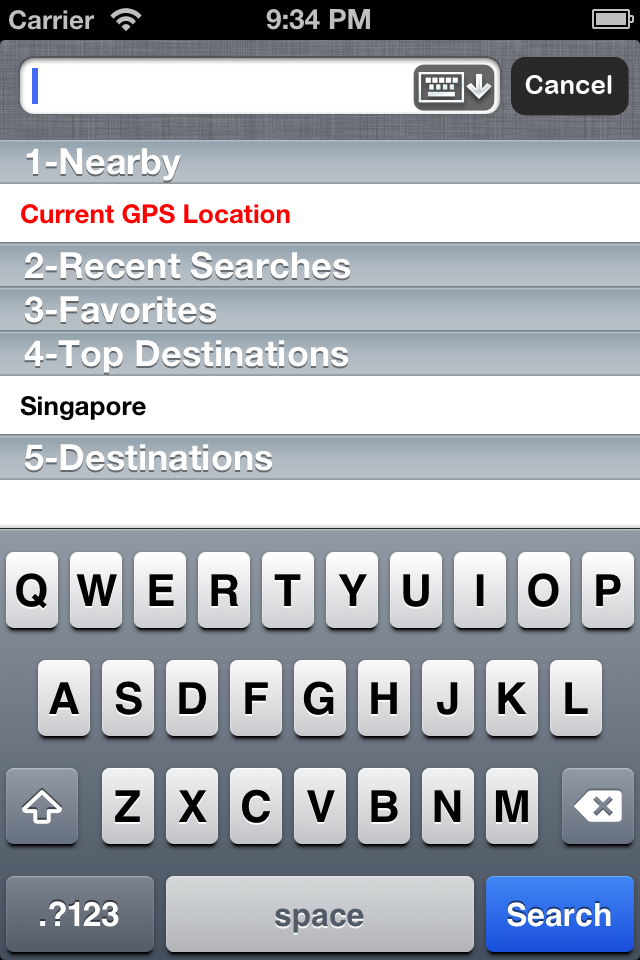 Carrier 9:34 PM
Cancel
1-Nearby
Current GPS Location
2-Recent Searches
3-Favorites
4-Top Destinations
Singapore
5-Destinations
Q W E R T Y U I O P
A S D F G H J K L
Z X C V B N M
.?123 space Search